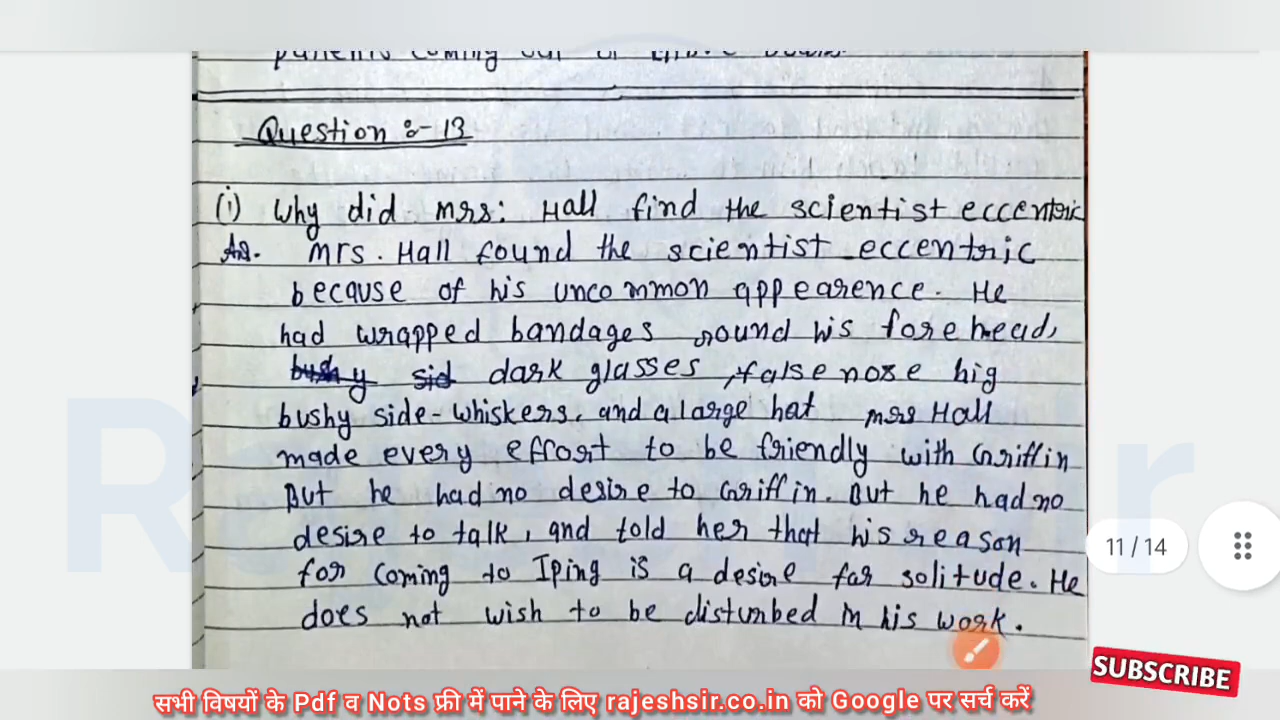 patients coming out of
Question :- 13
(i) Why did mrs: Hall find the scientist eccentric
Ans. Mrs. Hall found the scientist eccentric
because of his uncommon appearence. He
had wrapped bandages round his forehead,
bushy sid dark glasses, false nose big
bushy side-whiskers, and a large hat mrs Hall
made every effort to be friendly with Griffin
But he had no desire to Griffin. But he had no
desire to talk, and told her that his reason
for coming to Iping is a desire for solitude. He
does not wish to be disturbed in his work.
11 / 14
SUBSCRIBE
सभी विषयों के Pdf व Nots फ्री में पाने के लिए rajeshsir.co.in को Google पर सर्च करें